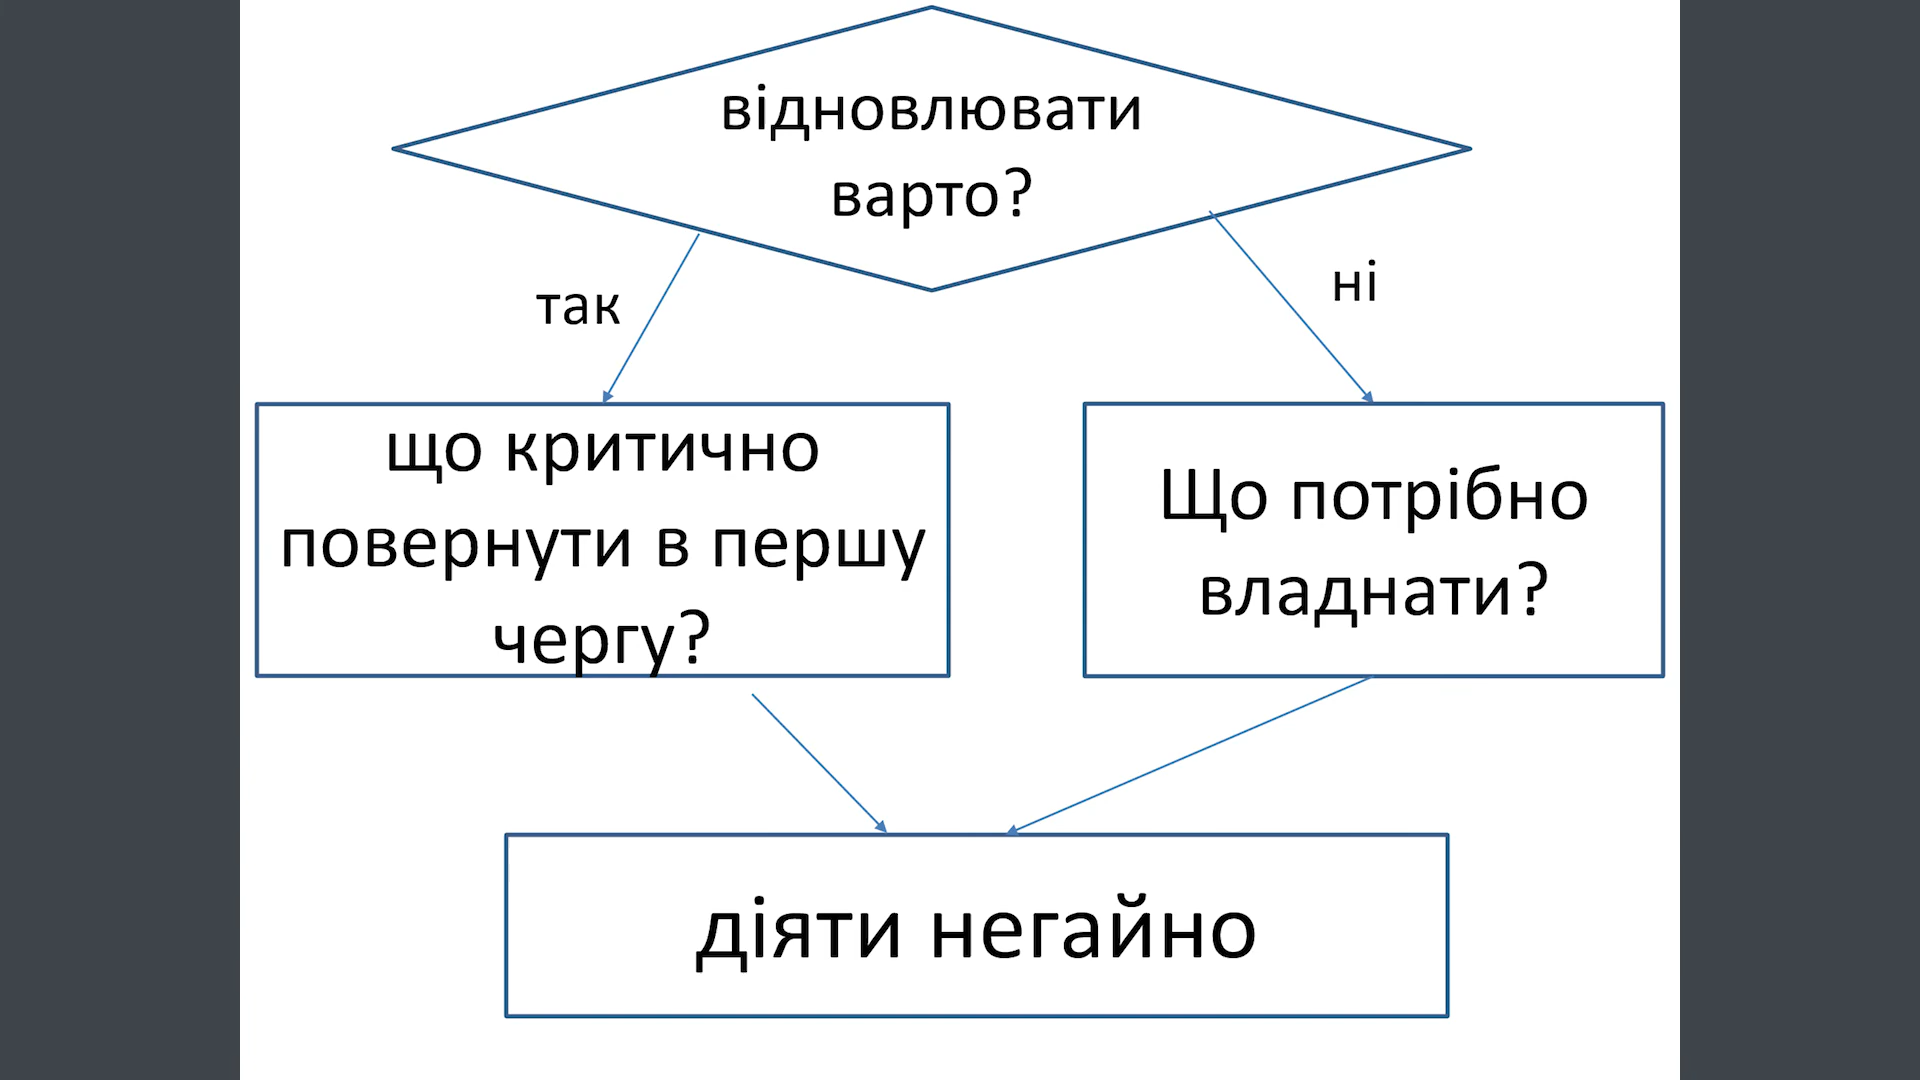 відновлювати
варто?
так
ні
що критично
повернути в першу
чергу?
Що потрібно
владнати?
діяти негайно